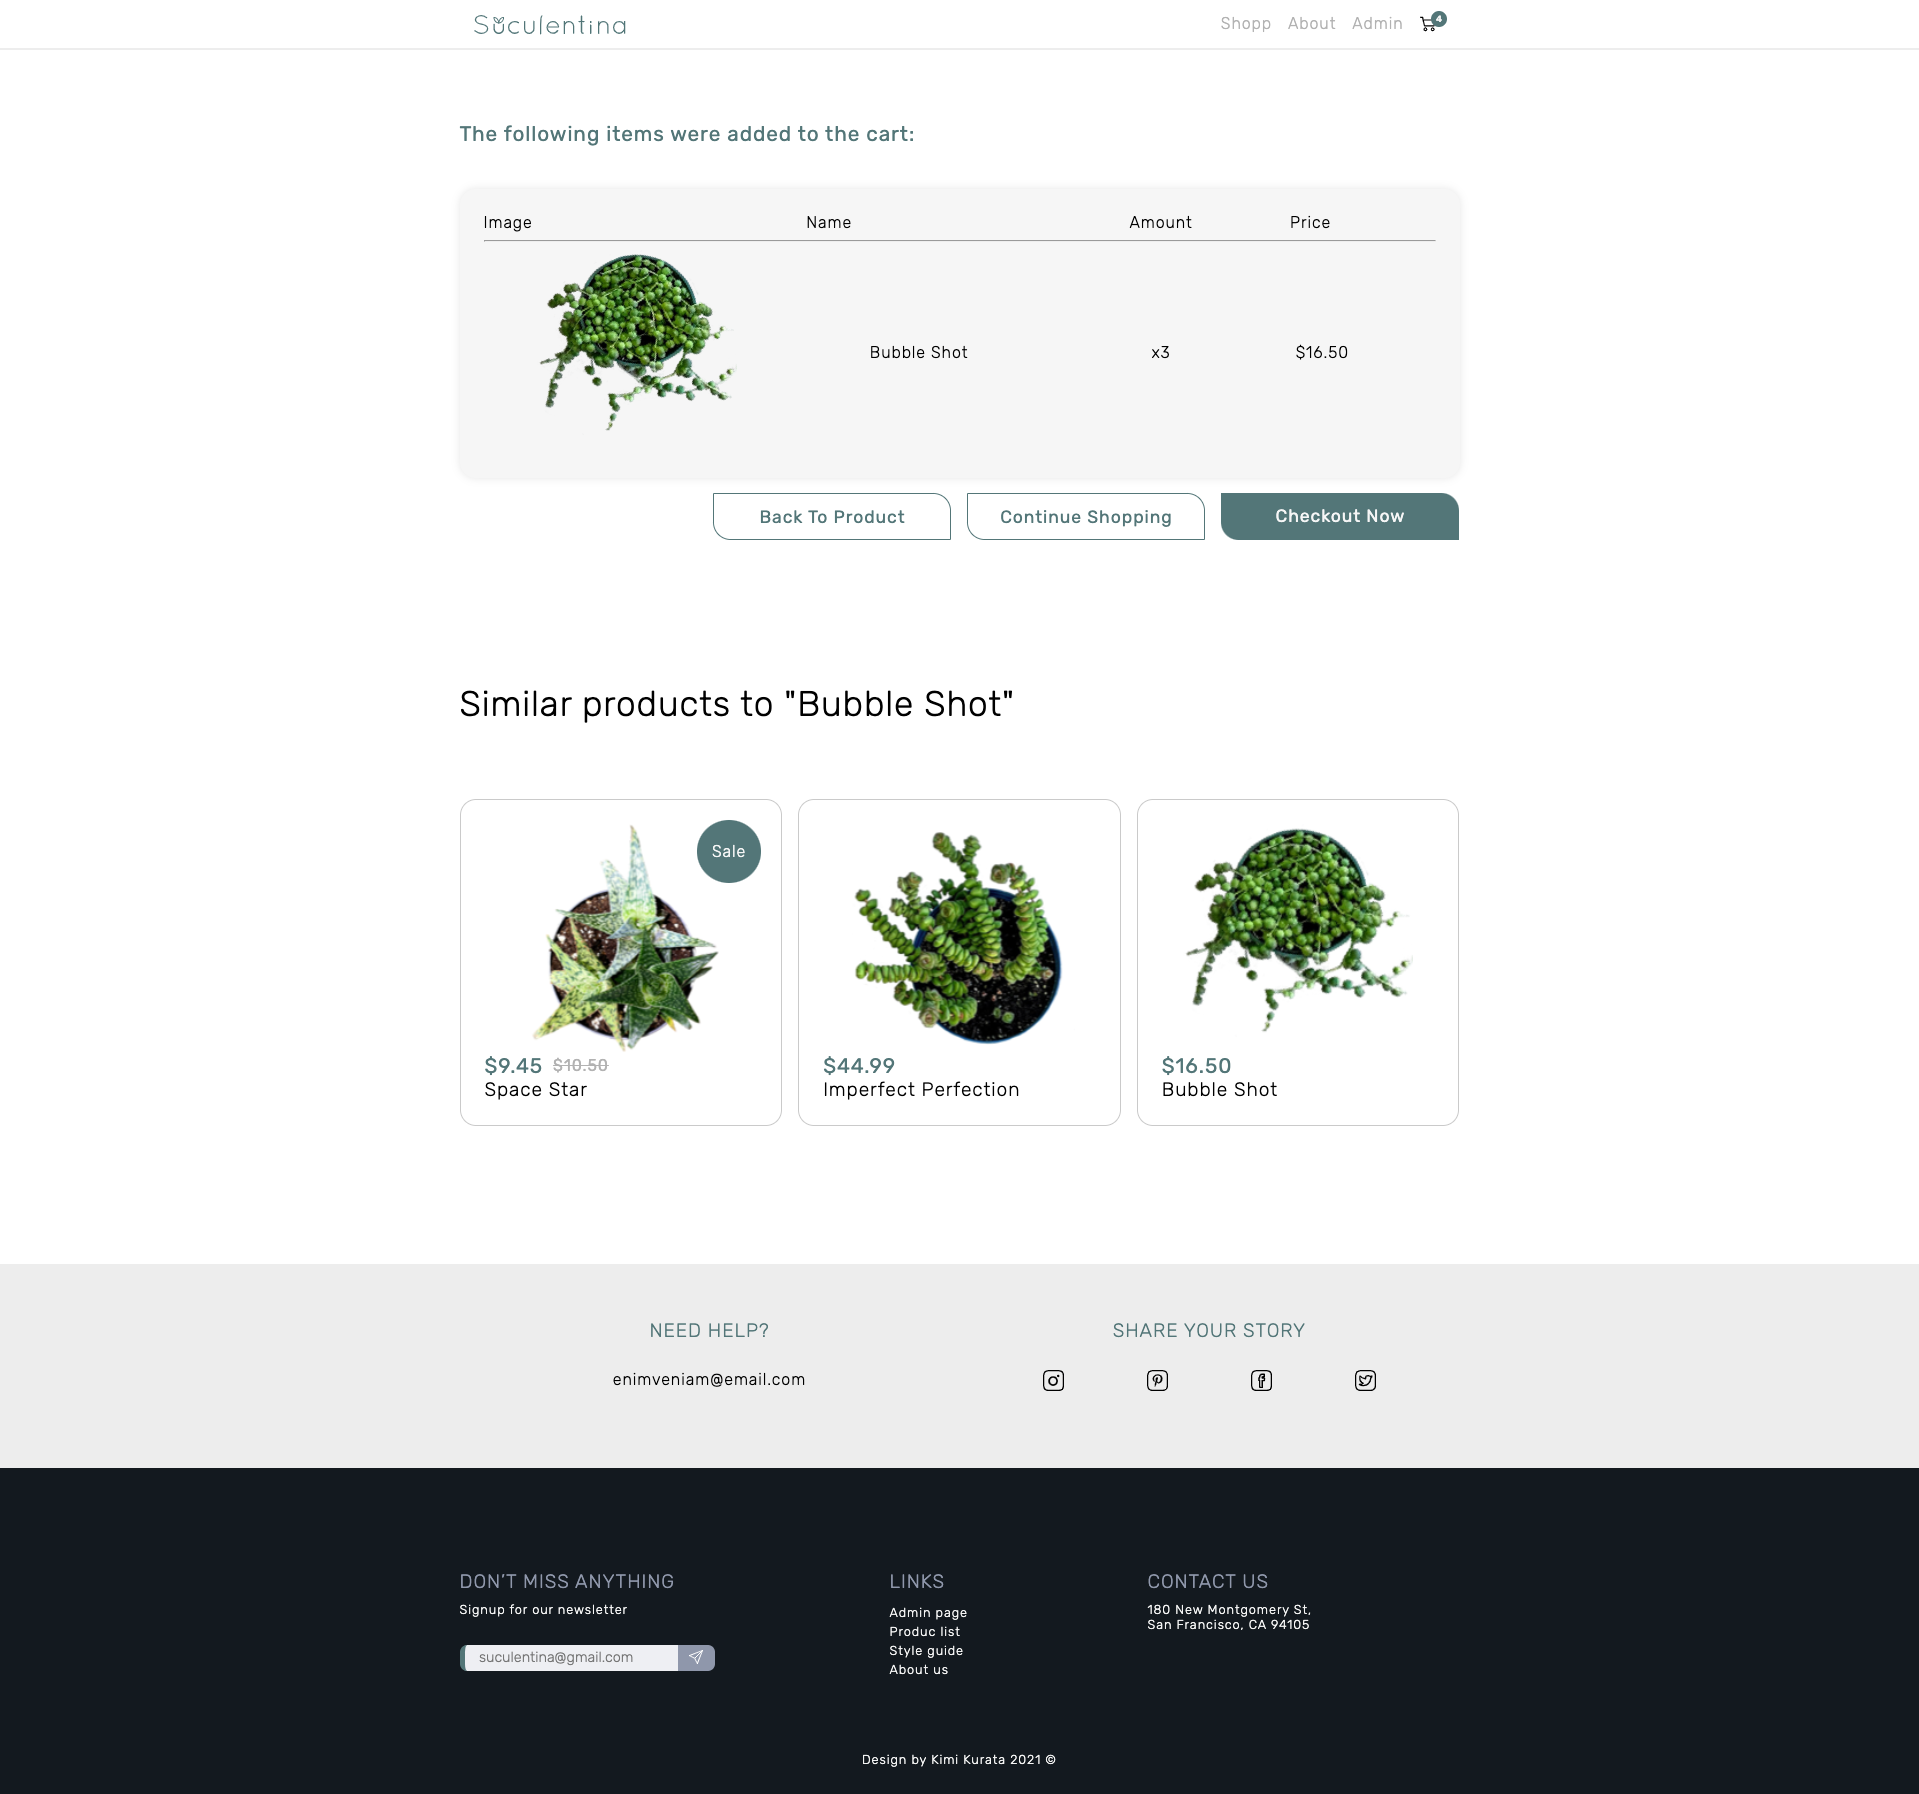 Suculentina
Shopp About Admin 4
The following items were added to the cart:
Image Name Amount Price
Bubble Shot x3 $16.50
Back To Product Continue Shopping Checkout Now
Similar products to "Bubble Shot"
Sale
$9.45 $10.50
Space Star
$44.99
Imperfect Perfection
$16.50
Bubble Shot
NEED HELP?
enimveniam@email.com
SHARE YOUR STORY
DON'T MISS ANYTHING
Signup for our newsletter
suculentina@gmail.com
LINKS
Admin page
Produc list
Style guide
About us
CONTACT US
180 New Montgomery St,
San Francisco, CA 94105
Design by Kimi Kurata 2021 ©